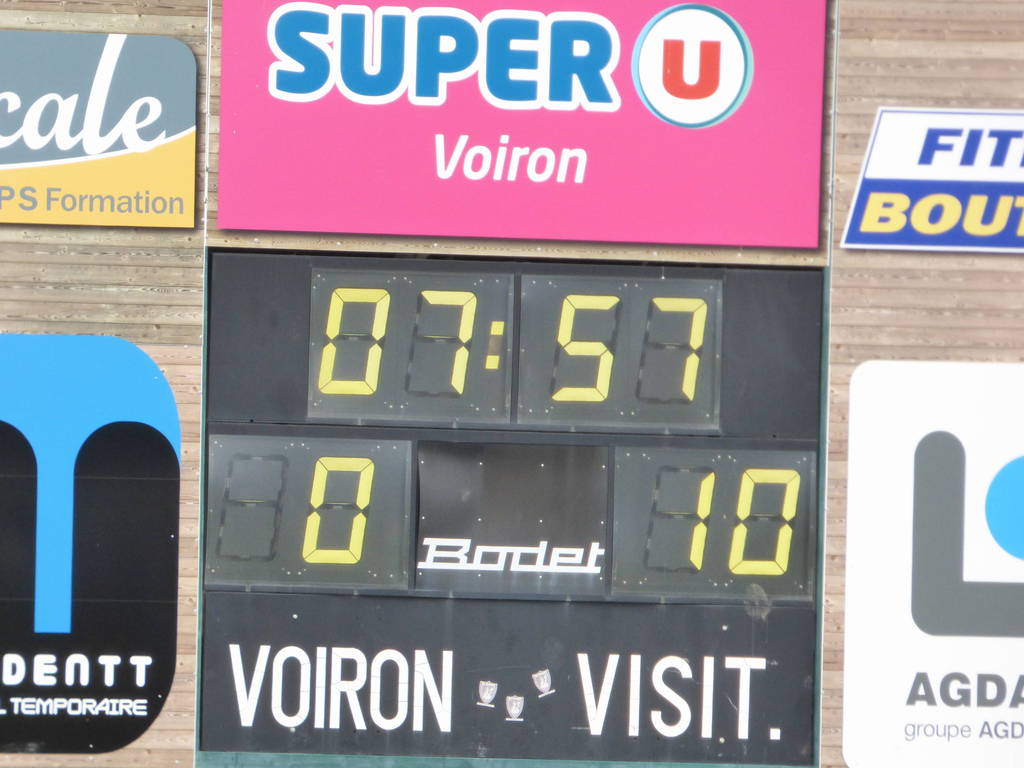 SUPER U
Voiron
cale
PS Formation
FIT
BOUT
07:57
0 10
Bodet
VOIRON VISIT.
DENTT
L TEMPORAIRE
AGDA
groupe AGD